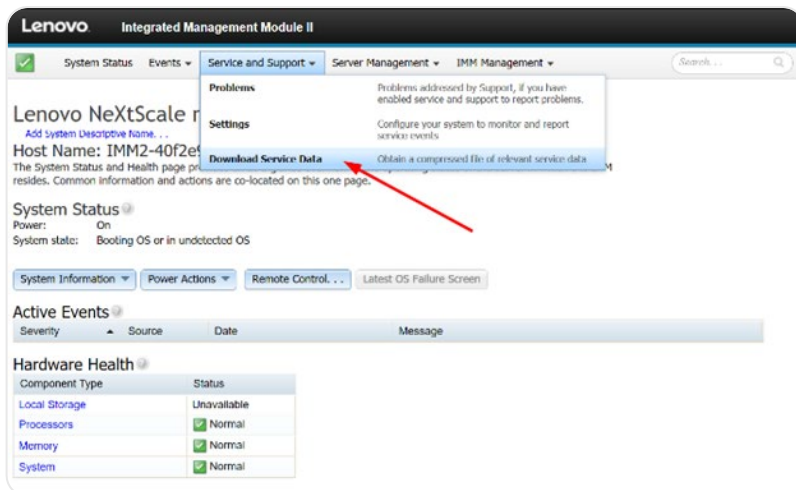 Lenovo. Integrated Management Module II
System Status Events Service and Support Server Management IMM Management Search...
Problems Problems addressed by Support, if you have
enabled service and support to report problems.
Settings Configure your system to monitor and report
service events
Download Service Data Obtain a compressed file of relevant service data
Lenovo NeXtScale
Add System Descriptive Name. . .
Host Name: IMM2-40f2e
The System Status and Health page
resides. Common information and actions are co-located on this one page.
System Status
Power: On
System state: Booting OS or in undetected OS
System Information Power Actions Remote Control. . . Latest OS Failure Screen
Active Events
Severity Source Date Message
Hardware Health
Component Type Status
Local Storage Unavailable
Processors Normal
Memory Normal
System Normal